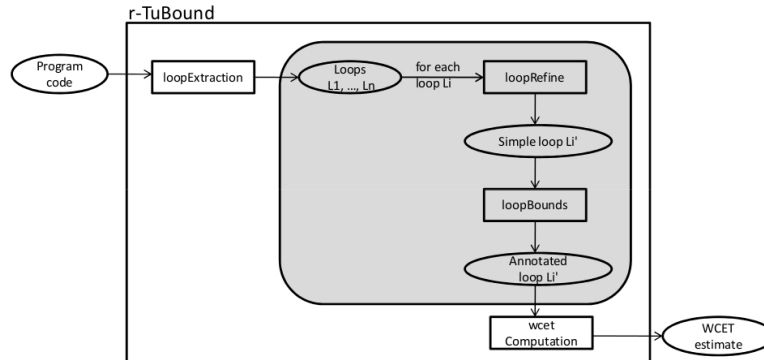 r-TuBound
Program
code
loopExtraction
Loops
L1, ..., Ln
for each
loop Li
loopRefine
Simple loop Li'
loopBounds
Annotated
loop Li'
wcet
Computation
WCET
estimate